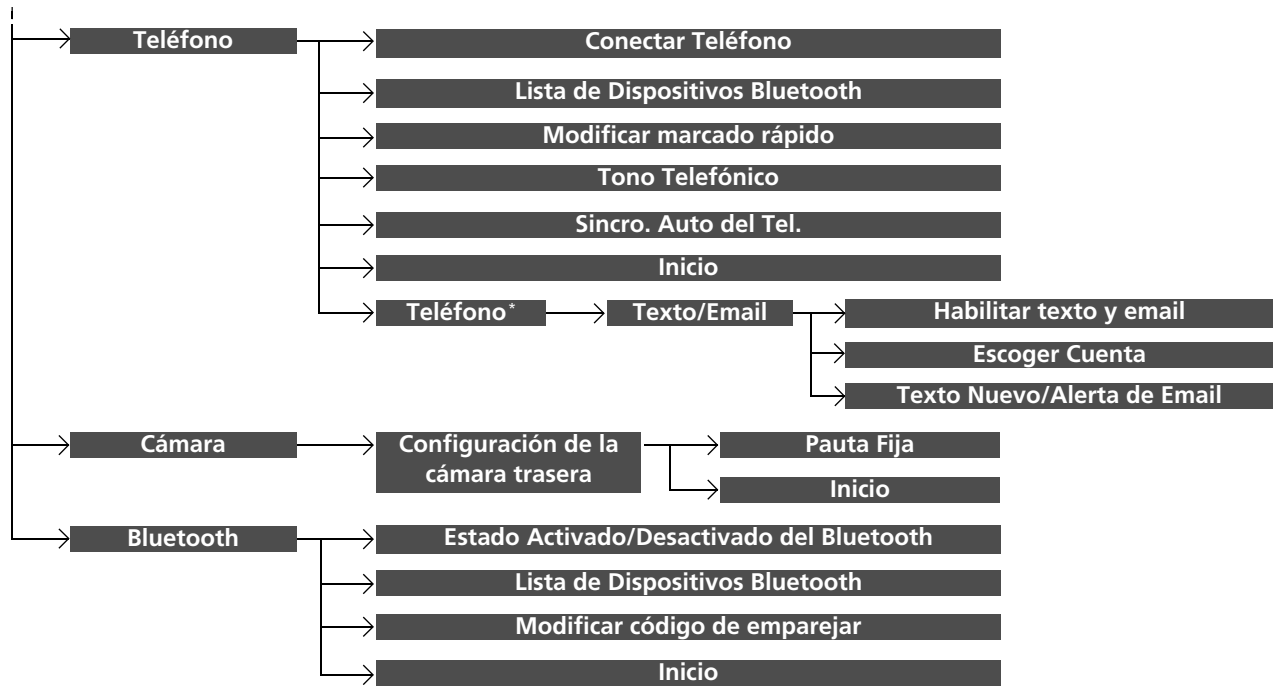 Teléfono
Conectar Teléfono
Lista de Dispositivos Bluetooth
Modificar marcado rápido
Tono Telefónico
Sincro. Auto del Tel.
Inicio
Teléfono*
Texto/Email
Habilitar texto y email
Escoger Cuenta
Texto Nuevo/Alerta de Email
Cámara
Configuración de la
cámara trasera
Pauta Fija
Inicio
Bluetooth
Estado Activado/Desactivado del Bluetooth
Lista de Dispositivos Bluetooth
Modificar código de emparejar
Inicio